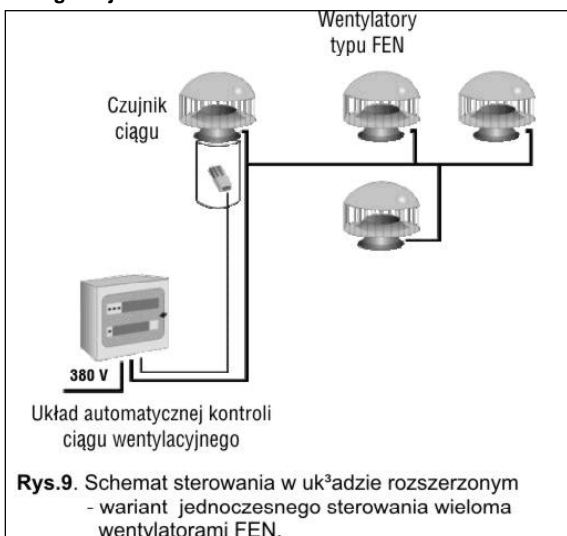 Wentylatory
typu FEN
Czujnik
ciągu
380 V
Układ automatycznej kontroli
ciągu wentylacyjnego
Rys.9. Schemat sterowania w uk³adzie rozszerzonym
- wariant jednoczesnego sterowania wieloma
wentylatorami FEN.